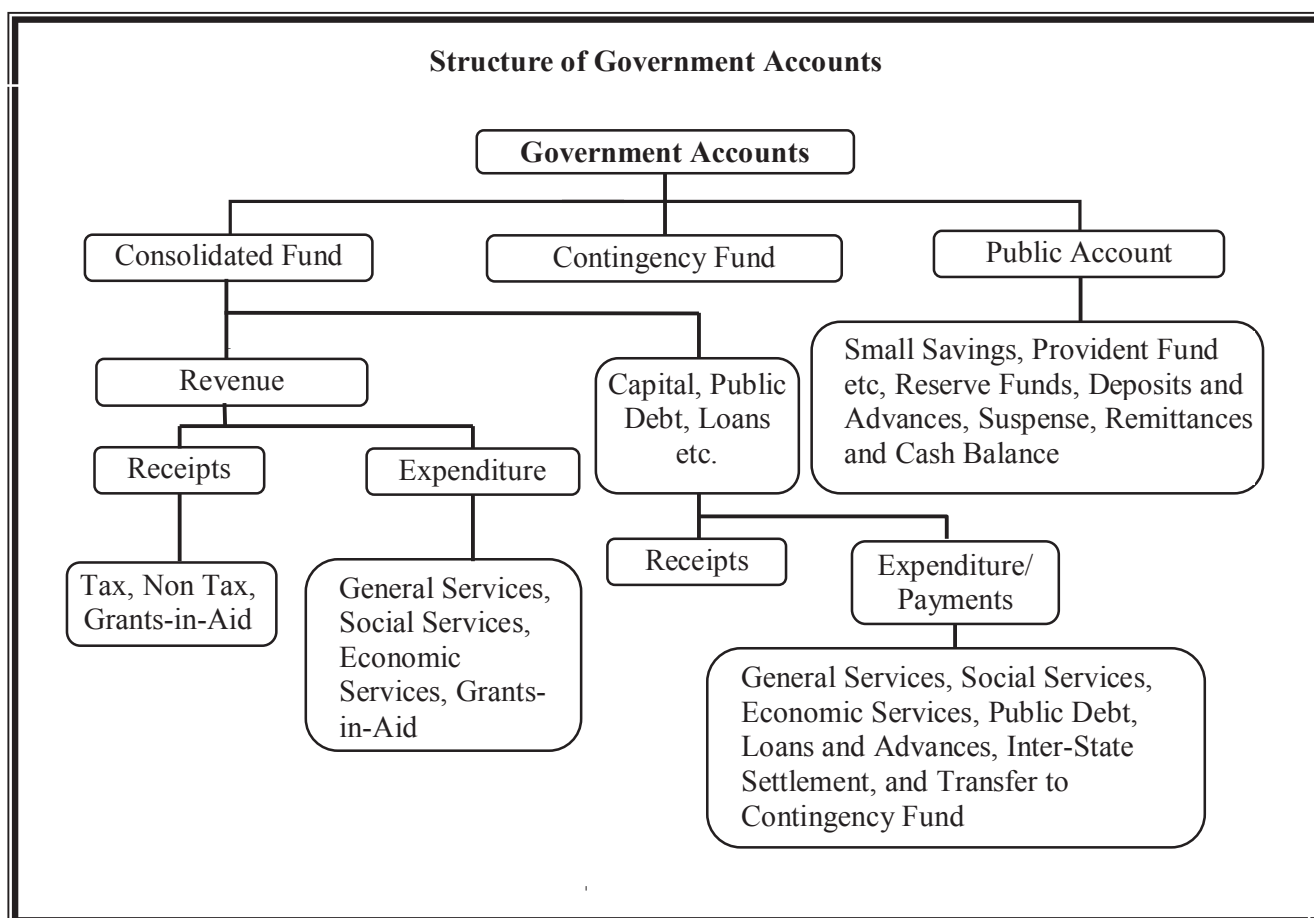 Structure of Government Accounts
Government Accounts
Consolidated Fund
Contingency Fund
Public Account
Revenue
Capital, Public
Debt, Loans
etc.
Small Savings, Provident Fund
etc, Reserve Funds, Deposits and
Advances, Suspense, Remittances
and Cash Balance
Receipts
Expenditure
Receipts
Expenditure/
Payments
Tax, Non Tax,
Grants-in-Aid
General Services,
Social Services,
Economic
Services, Grants-
in-Aid
General Services, Social Services,
Economic Services, Public Debt,
Loans and Advances, Inter-State
Settlement, and Transfer to
Contingency Fund